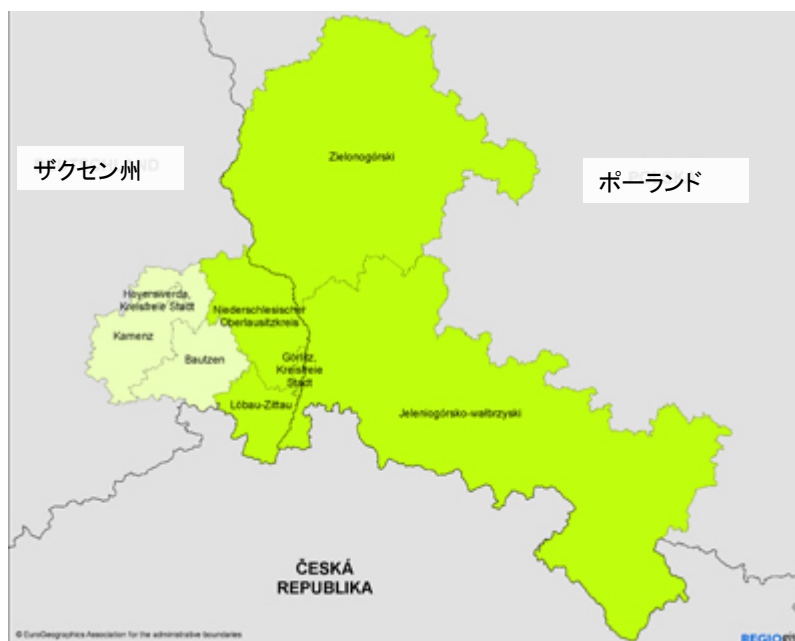 Zielonogórski
ザクセン州
ポーランド
Hoyerswerda,
Kreisfreie Stadt
Niederschlesischer
Oberlausitzkreis
Kamenz
Bautzen
Görlitz,
Kreisfreie
Stadt
Löbau-Zittau
Jeleniogórsko-wałbrzyski
ČESKÁ
REPUBLIKA
© EuroGeographics Association for the administrative boundaries